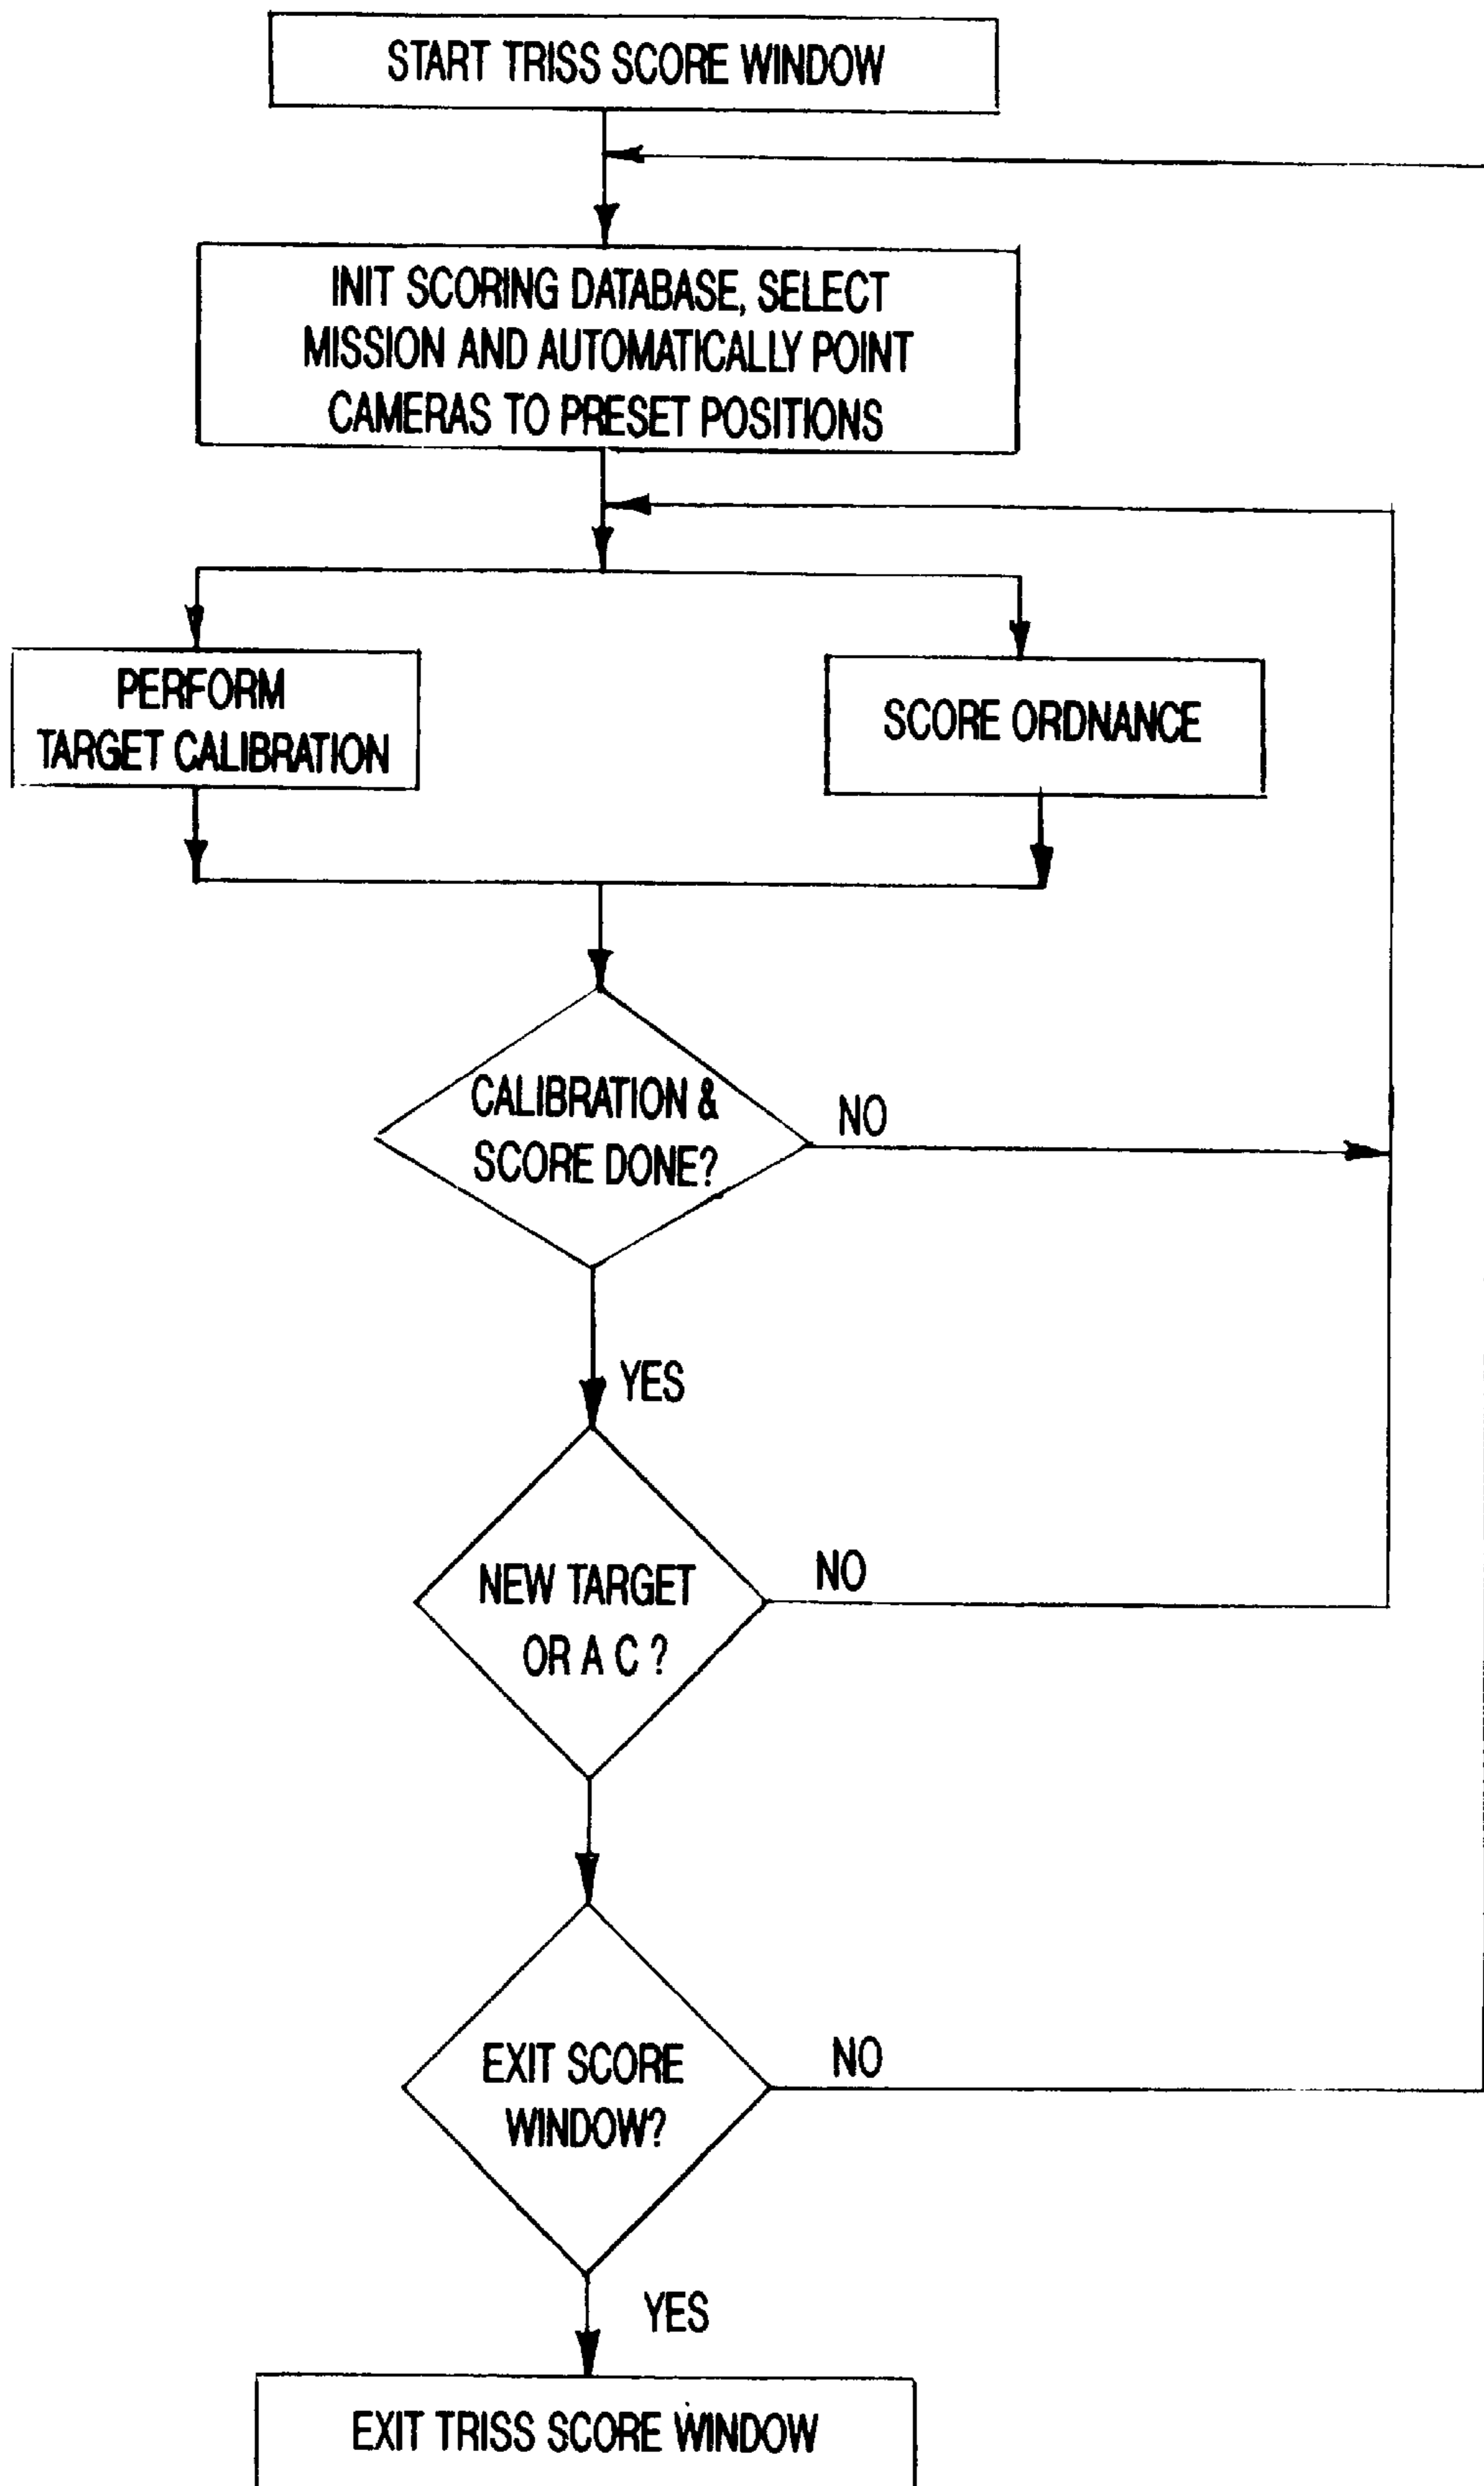 START TRISS SCORE WINDOW
INIT SCORING DATABASE, SELECT
MISSION AND AUTOMATICALLY POINT
CAMERAS TO PRESET POSITIONS
PERFORM
TARGET CALIBRATION
SCORE ORDNANCE
CALIBRATION &
SCORE DONE?
NO
YES
NEW TARGET
OR A C ?
NO
EXIT SCORE
WINDOW?
NO
YES
EXIT TRISS SCORE WINDOW